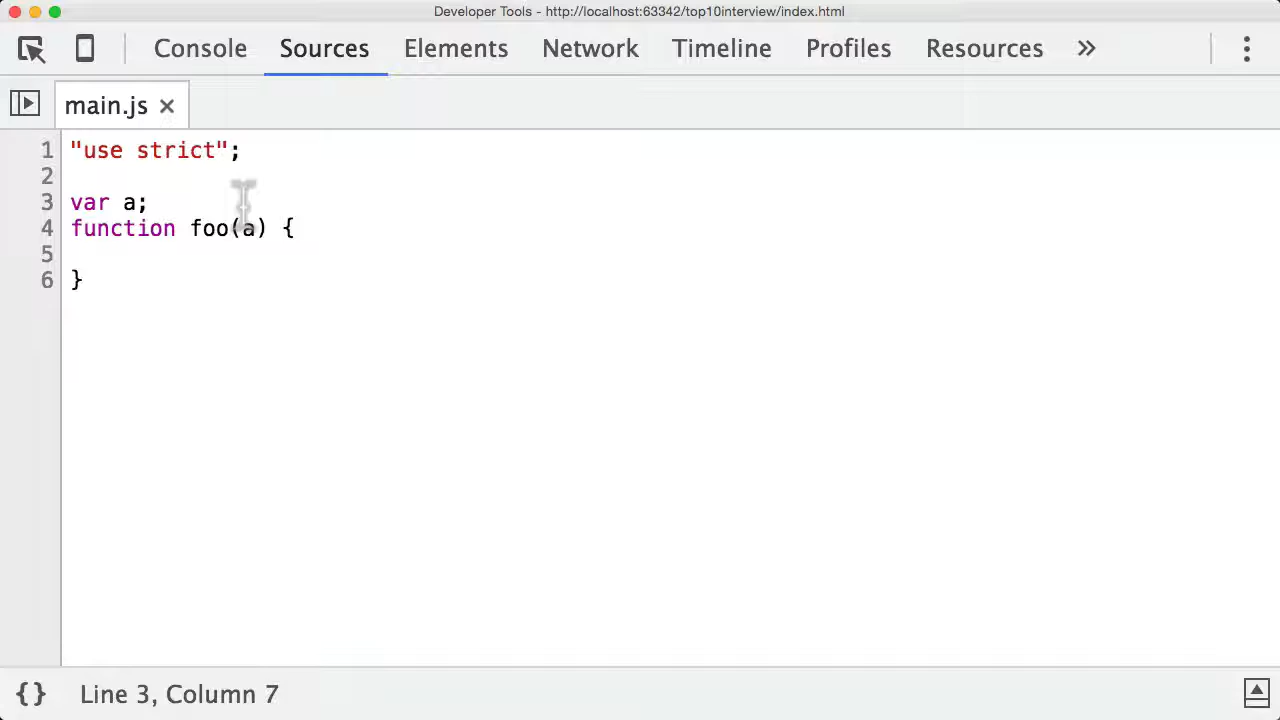 Developer Tools - http://localhost:63342/top10interview/index.html
Console Sources Elements Network Timeline Profiles Resources »
main.js ×
1 "use strict";
2
3 var a;
4 function foo(a) {
5
6 }
{} Line 3, Column 7